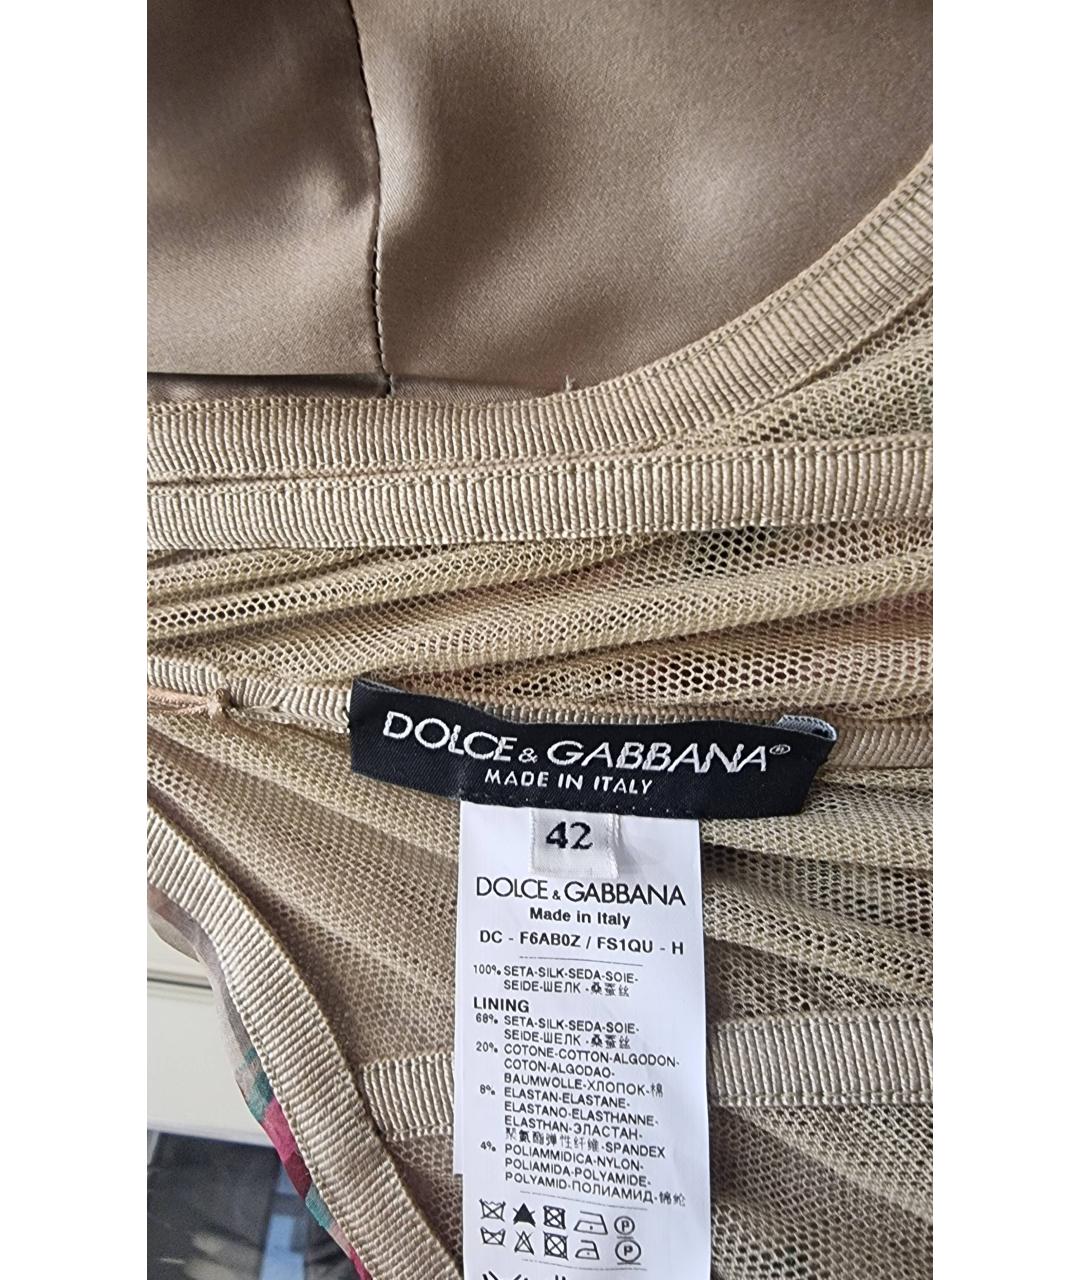 DOLCE & GABBANA®
MADE IN ITALY
42
DOLCE & GABBANA
Made in Italy
DC - F6AB0Z / FS1QU - H
100% SETA-SILK-SEDA-SOIE-
SEIDE-ШЕЛК -桑蚕丝
LINING
68% SETA-SILK-SEDA-SOIE-
SEIDE-ШЕЛК -桑蚕丝
20% COTONE-COTTON-ALGODON-
COTON-ALGODAO-
BAUMWOLLE-ХЛОПОК-棉
8% ELASTAN-ELASTANE-
ELASTANO-ELASTHANNE-
ELASTHAN-ЭЛАСТАН-
聚氨酯弹性纤维-SPANDEX
4% POLIAMMIDICA-NYLON-
POLIAMIDA-POLYAMIDE-
POLYAMID-ПОЛИАМИД-锦纶
P
P